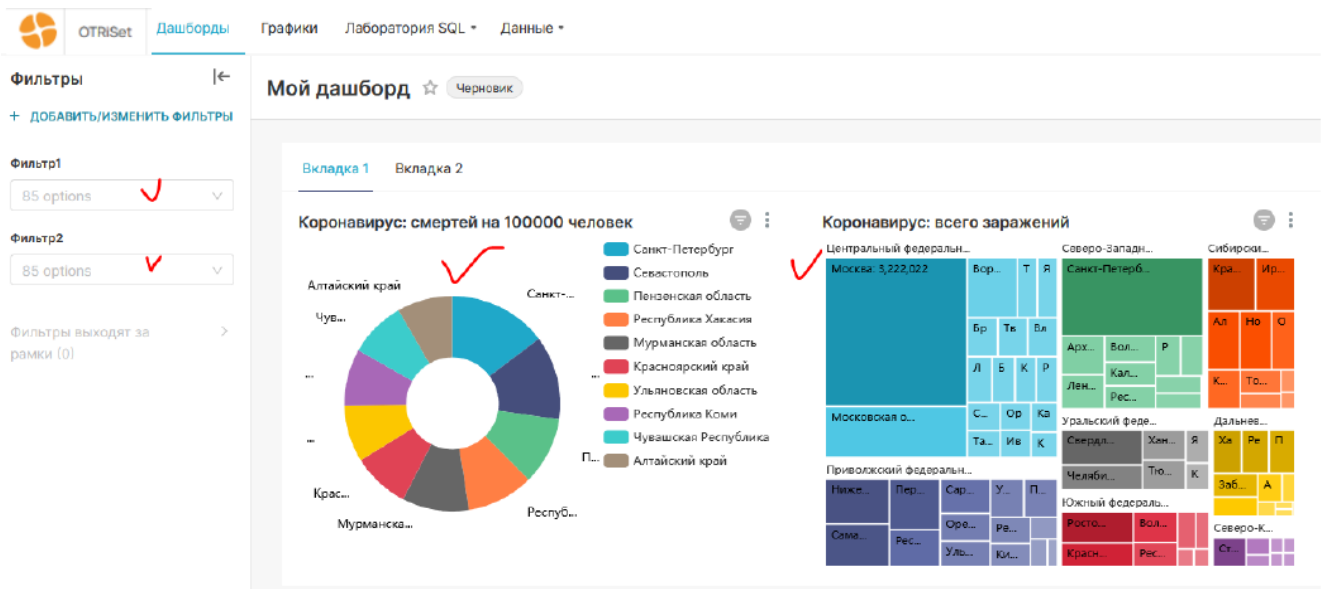 OTRiSet Дашборды Графики Лаборатория SQL Данные
Фильтры
+ ДОБАВИТЬ/ИЗМЕНИТЬ ФИЛЬТРЫ
Фильтр1
85 options
Фильтр2
85 options
Фильтры выходят за
рамки (0)
Мой дашборд Черновик
Вкладка 1 Вкладка 2
Коронавирус: смертей на 100000 человек
Санкт-Петербург
Севастополь
Пензенская область
Республика Хакасия
Мурманская область
Красноярский край
Ульяновская область
Республика Коми
Чувашская Республика
Алтайский край
Алтайский край
Санкт-...
Чув...
...
...
...
П...
Крас...
Респуб...
Мурманска...
Коронавирус: всего заражений
Центральный федеральн...
Москва: 3,222,022
Вор...
Т
Я
Бр
Тв
Вл
Л
Б
К
Р
Московская о...
С...
Ор
Ка
Та...
Ив
К
Северо-Западн...
Санкт-Петерб...
Арх...
Вол...
Р
Лен...
Кал...
Рес...
Сибирски...
Кра...
Ир...
Ал
Но
О
К...
То...
Уральский феде...
Свердл...
Хан...
Я
Челяби...
Тю...
К
Дальнев...
Ха
Ре
П
Заб...
А
Приволжский федеральн...
Ниже...
Пер...
Сар...
У...
П...
Сама...
Рес...
Оре...
Ре...
Уль...
Ки...
Южный федераль...
Росто...
Вол...
Красн...
Рес...
Северо-К...
Ст...